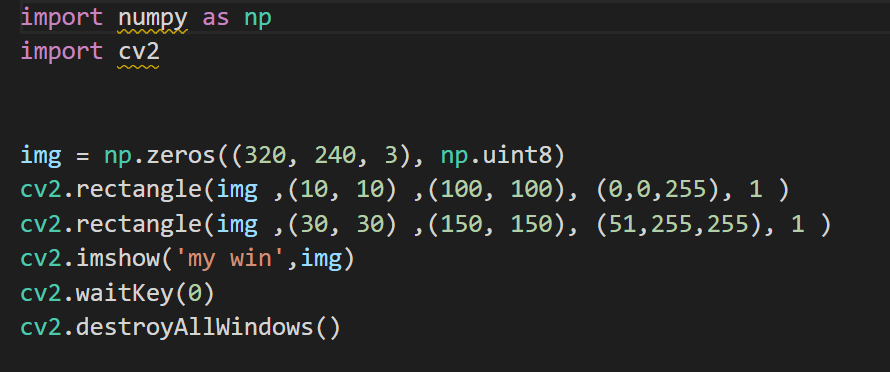 import numpy as np
import cv2
img = np.zeros((320, 240, 3), np.uint8)
cv2.rectangle(img ,(10, 10) ,(100, 100), (0,0,255), 1 )
cv2.rectangle(img ,(30, 30) ,(150, 150), (51,255,255), 1 )
cv2.imshow('my win',img)
cv2.waitKey(0)
cv2.destroyAllWindows()